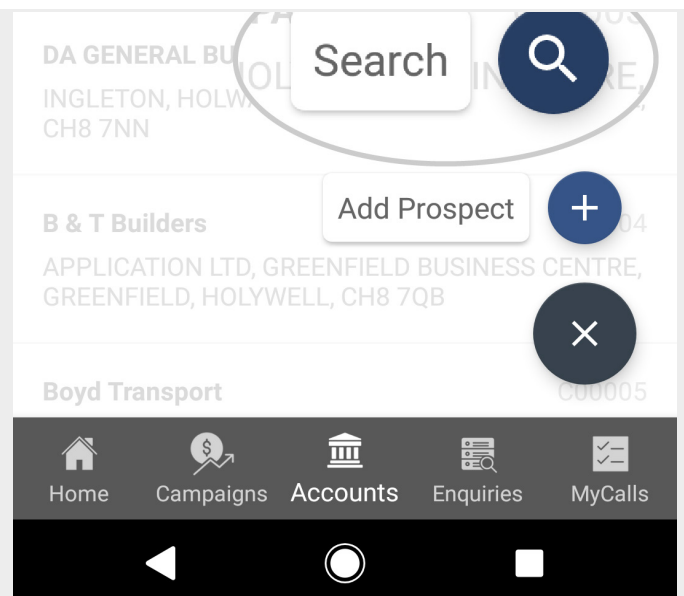 DA GENERAL BU
Search
INGLETON, HOLW
CH8 7NN
Add Prospect
B & T Builders
04
APPLICATION LTD, GREENFIELD BUSINESS CENTRE,
GREENFIELD, HOLYWELL, CH8 7QB
Boyd Transport C00005
Home Campaigns Accounts Enquiries MyCalls